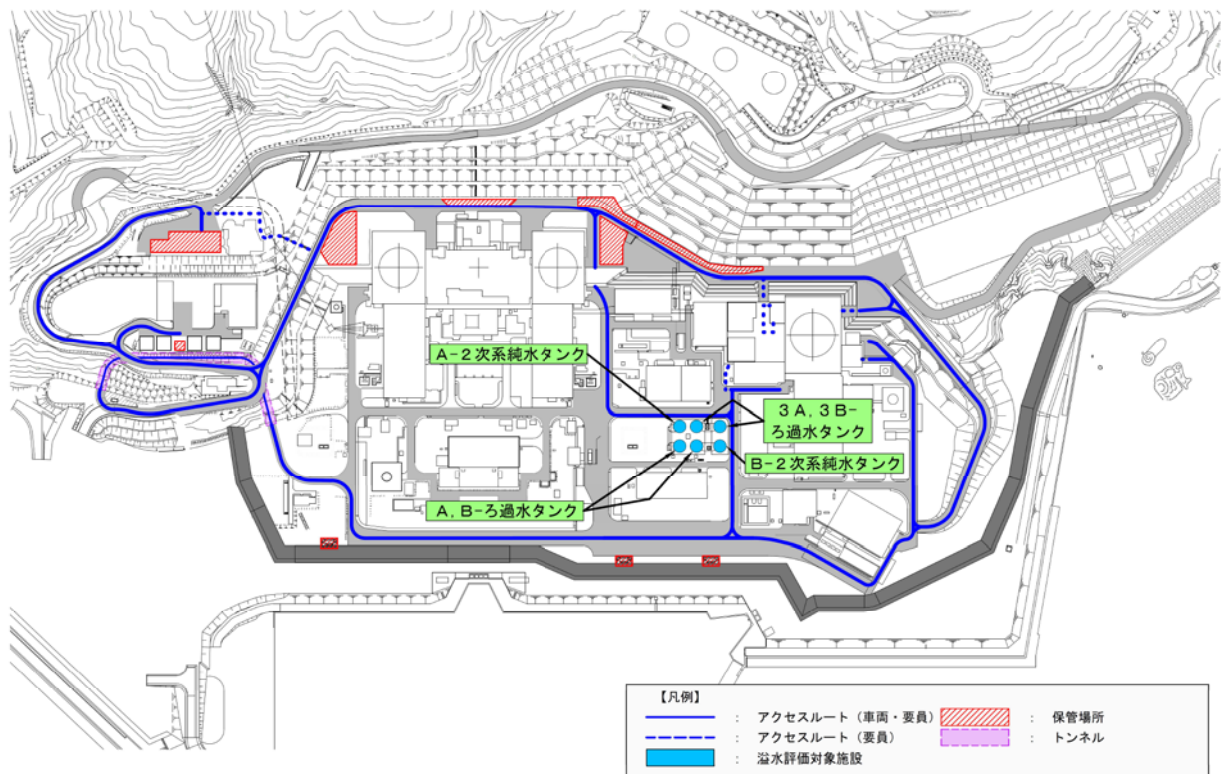 A-2次系純水タンク
3A,3B-
ろ過水タンク
B-2次系純水タンク
A,B-ろ過水タンク
【凡例】
: アクセスルート(車両・要員)
: 保管場所
: アクセスルート(要員)
: トンネル
: 溢水評価対象施設